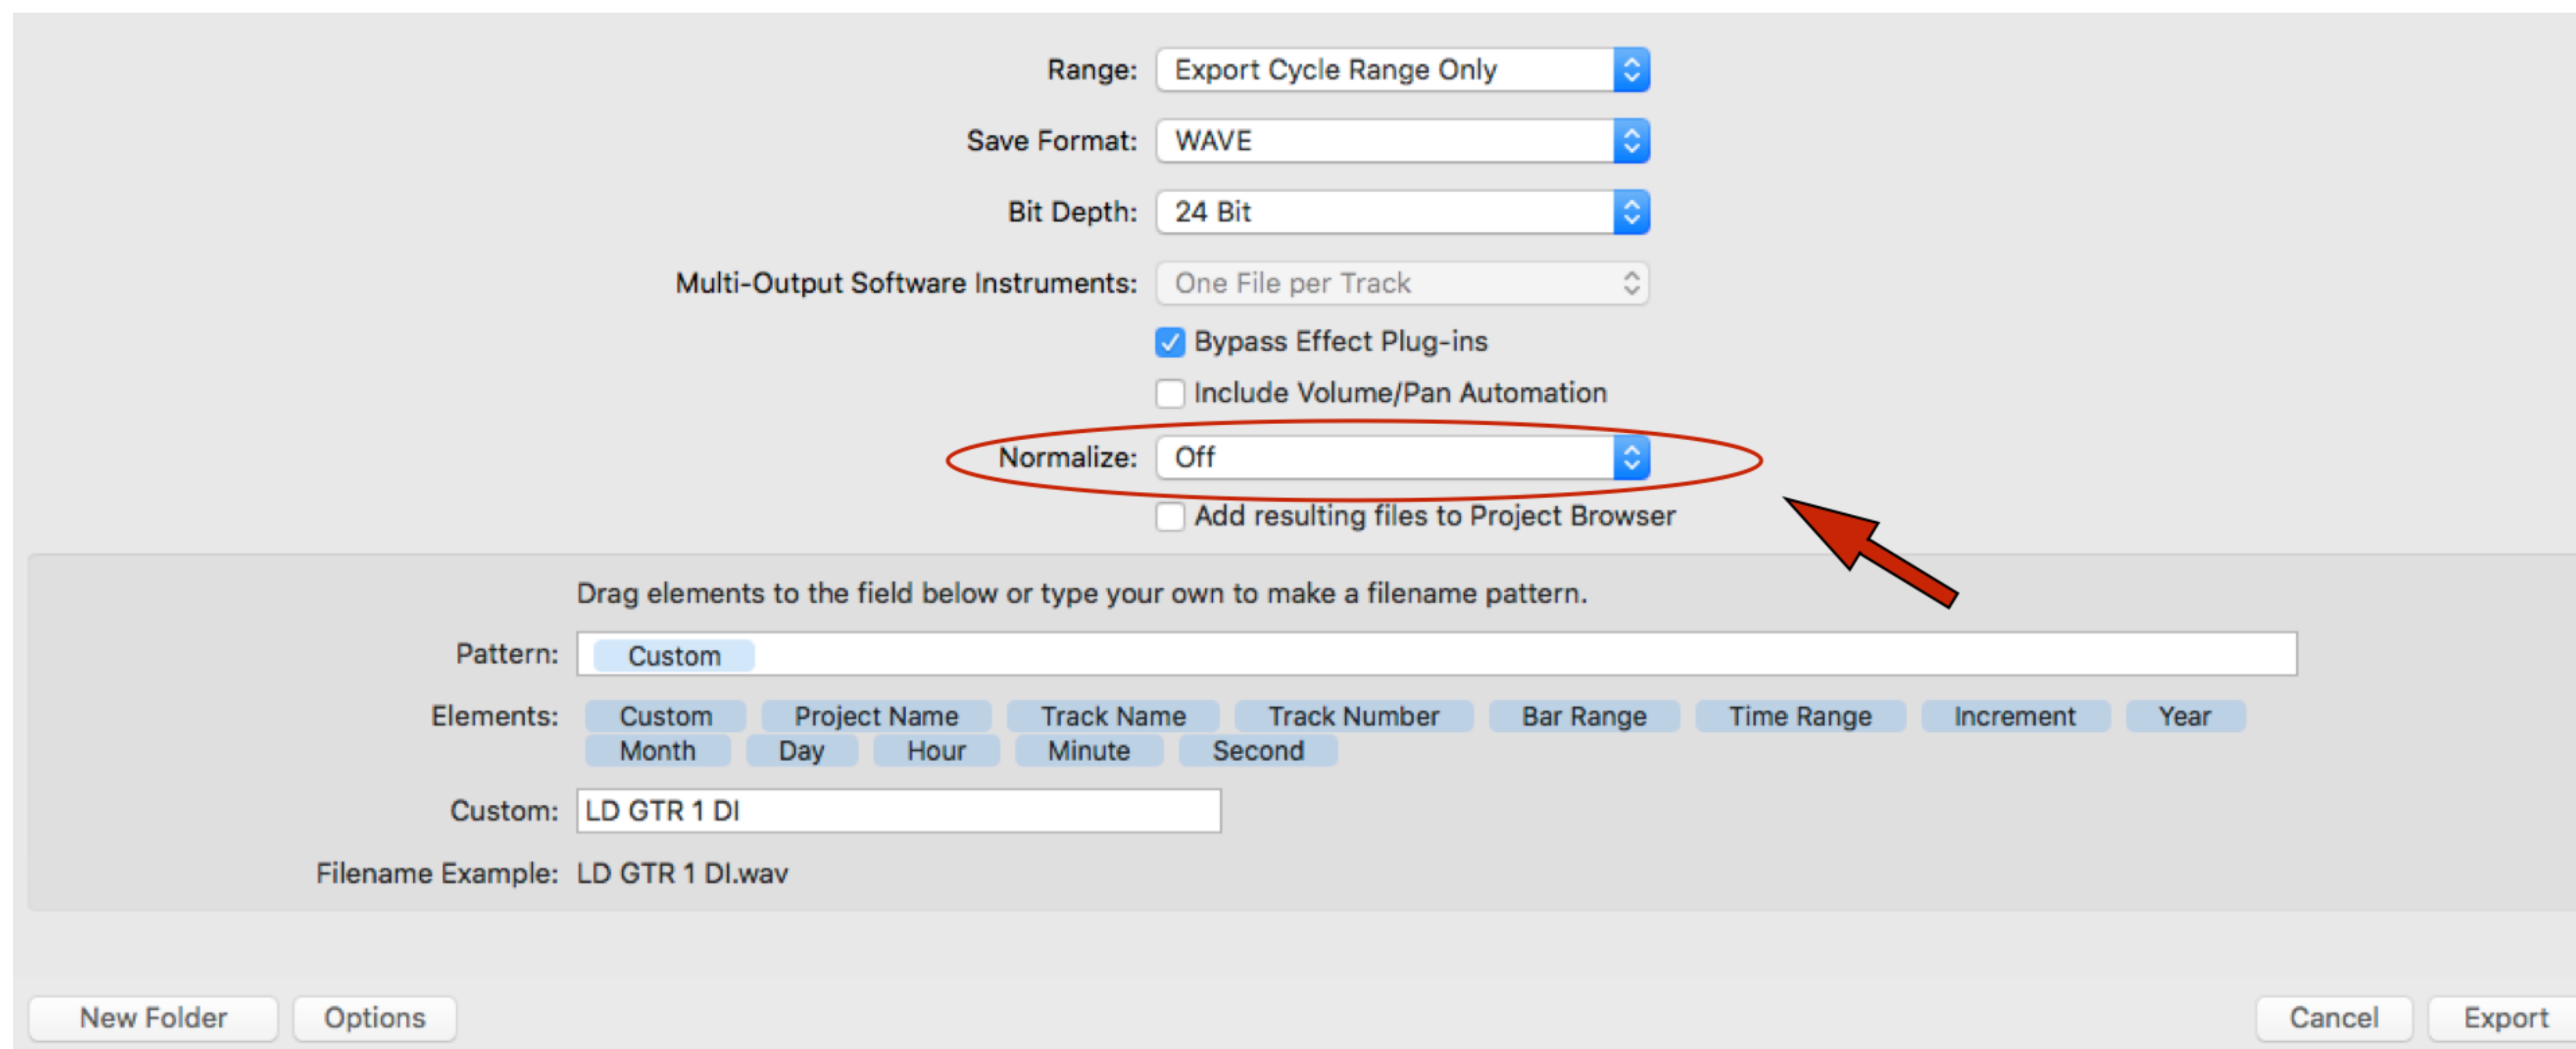 Range: Export Cycle Range Only
Save Format: WAVE
Bit Depth: 24 Bit
Multi-Output Software Instruments: One File per Track
Bypass Effect Plug-ins
Include Volume/Pan Automation
Normalize: Off
Add resulting files to Project Browser
Drag elements to the field below or type your own to make a filename pattern.
Pattern: Custom
Elements: Custom Project Name Track Name Track Number Bar Range Time Range Increment Year
Month Day Hour Minute Second
Custom: LD GTR 1 DI
Filename Example: LD GTR 1 DI.wav
New Folder Options Cancel Export